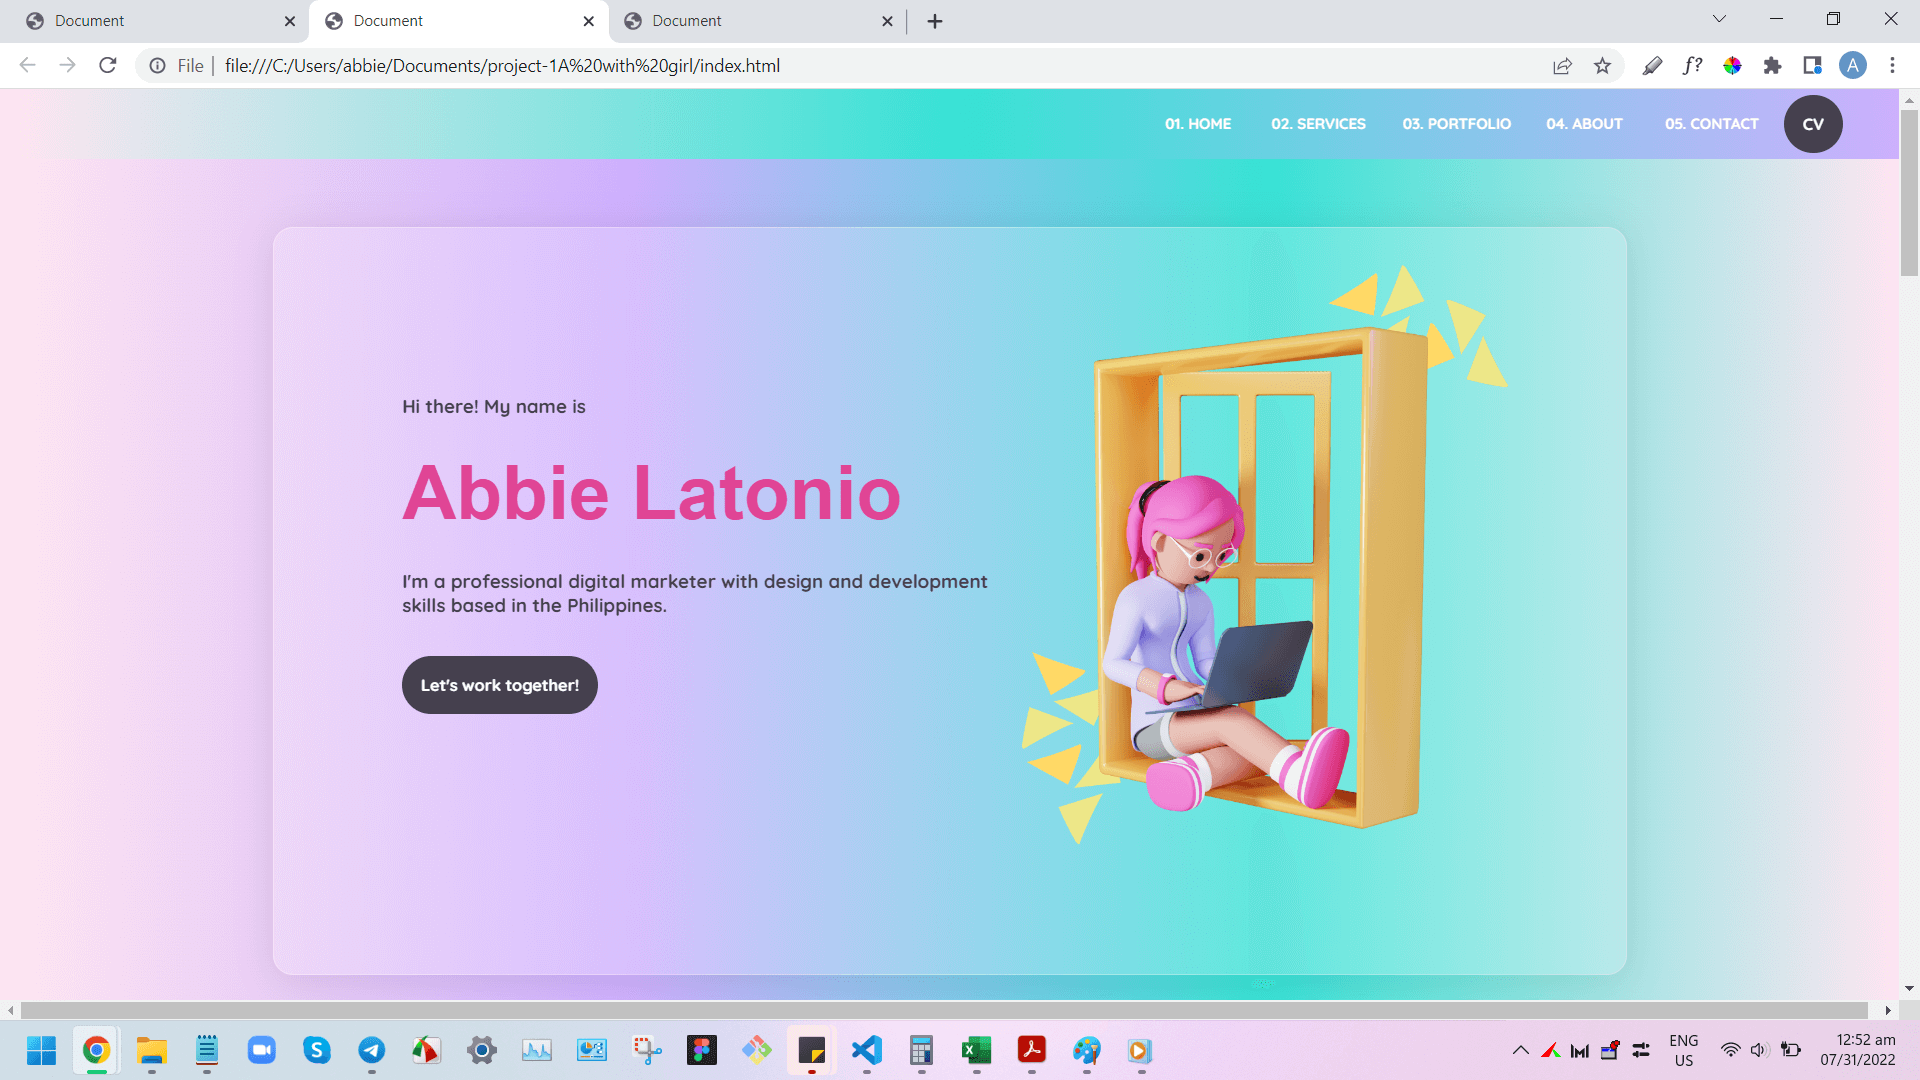 Document
Document
Document
File
file:///C:/Users/abbie/Documents/project-1A%20with%20girl/index.html
f?
A
01. HOME
02. SERVICES
03. PORTFOLIO
04. ABOUT
05. CONTACT
CV
Hi there! My name is
Abbie Latonio
I'm a professional digital marketer with design and development
skills based in the Philippines.
Let's work together!
ENG
US
12:52 am
07/31/2022